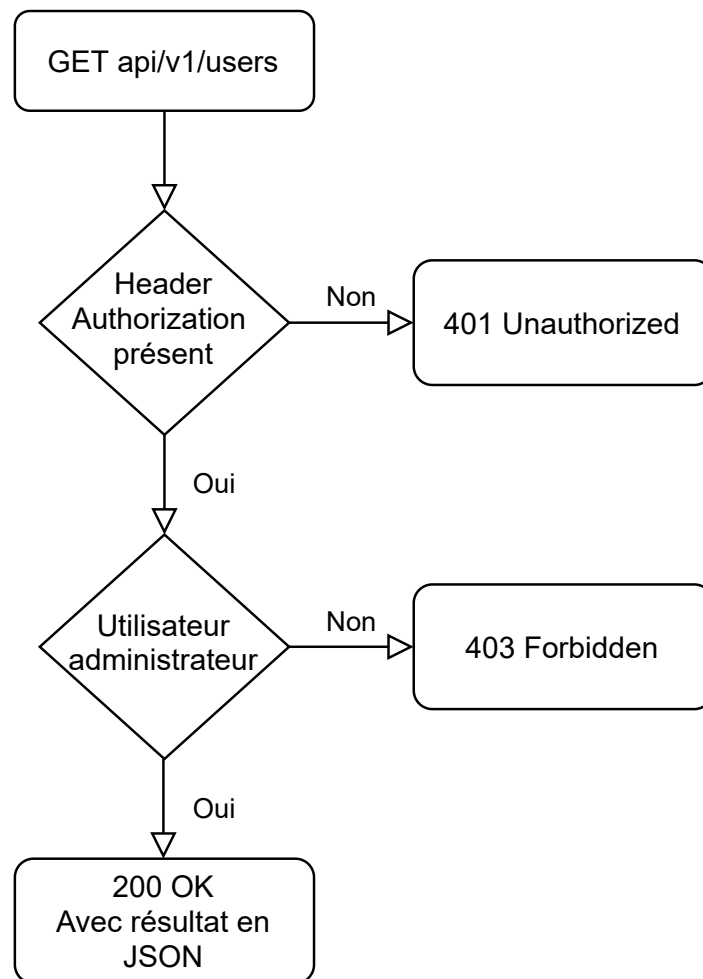 GET api/v1/users
Header
Authorization
présent
Non
401 Unauthorized
Oui
Utilisateur
administrateur
Non
403 Forbidden
Oui
200 OK
Avec résultat en
JSON